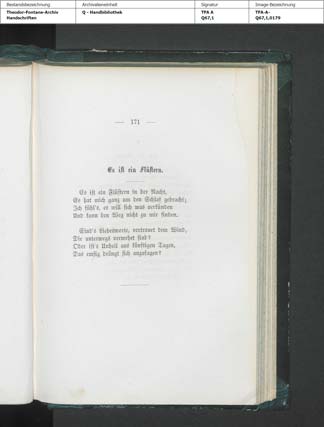 Bestandsbezeichnung
Archivalieneinheit
Signatur
Image-Bezeichnung
Theodor-Fontane-Archiv
Handschriften
Q - Handbibliothek
TFA A
Q67,1
TFA-A-
Q67,1,0179
— 171 —
Es ist ein Flüstern.
Es ist ein Flüstern in der Nacht,
Es hat mich ganz um den Schlaf gebracht;
Ich fühl's, es will sich was verkünden
Und kann den Weg nicht zu mir finden.
Sind's Liebesworte, vertrauet dem Wind,
Die unterwegs verwehet sind?
Oder ist's Unheil aus künftigen Tagen,
Das emsig drängt sich anzusagen?